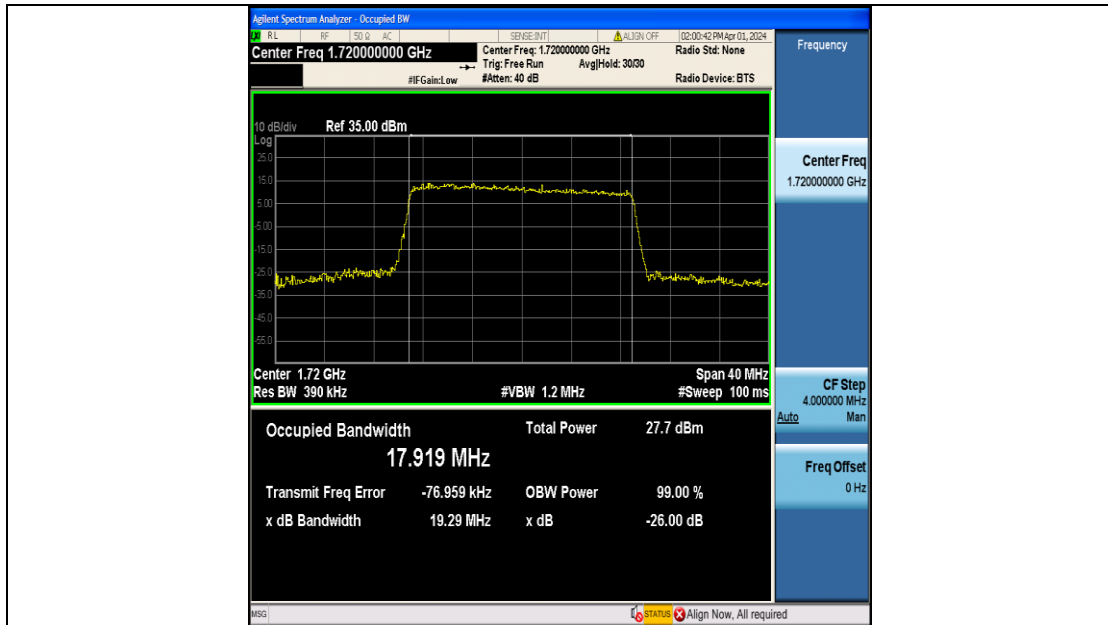 Agilent Spectrum Analyzer - Occupied BW
RL RF 50 Ω AC SENSE:INT ALIGN OFF 02:00:42 PM Apr 01, 2024
Center Freq 1.720000000 GHz
Center Freq: 1.720000000 GHz
Radio Std: None
Trig: Free Run Avg|Hold: 30/30
#IFGain:Low
#Atten: 40 dB
Radio Device: BTS
10 dB/div Ref 35.00 dBm
Log
25.0
15.0
5.00
-5.00
-15.0
-25.0
-35.0
-45.0
-55.0
Center 1.72 GHz Span 40 MHz
Res BW 390 kHz #VBW 1.2 MHz #Sweep 100 ms
Occupied Bandwidth Total Power 27.7 dBm
17.919 MHz
Transmit Freq Error -76.959 kHz OBW Power 99.00 %
x dB Bandwidth 19.29 MHz x dB -26.00 dB
Frequency
Center Freq
1.720000000 GHz
CF Step
4.000000 MHz
Auto Man
Freq Offset
0 Hz
MSG STATUS Align Now, All required